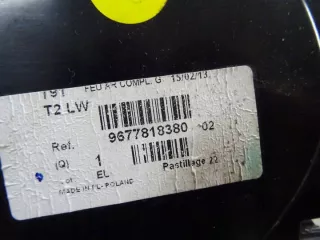 T91 FEU AR COMPL. G 15/02/13
T2 LW
Ref. 9677818380 -02
(Q) 1
EL Pastillage 22
MADE IN PL- POLAND